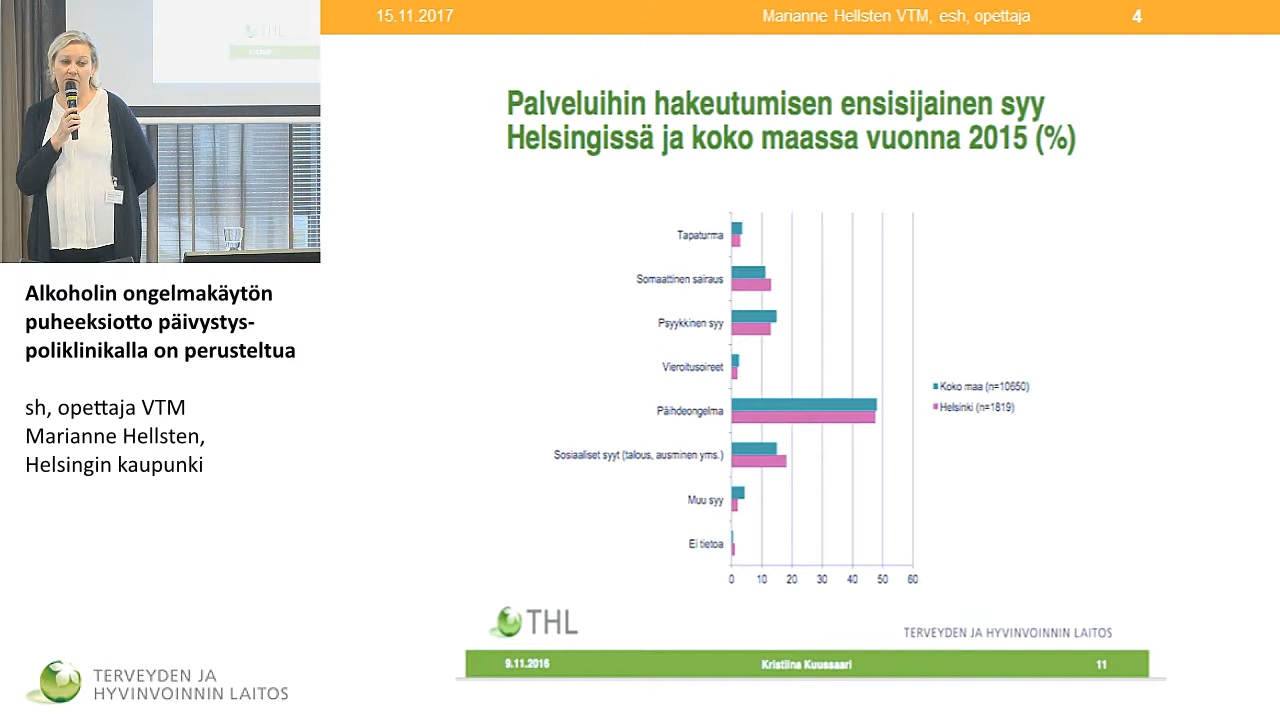 15.11.2017
Marianne Hellsten VTM, esh, opettaja
4
THL
Palveluihin hakeutumisen ensisijainen syy
Helsingissä ja koko maassa vuonna 2015 (%)
Tapaturma
Somaattinen sairaus
Psyykkinen syy
Vieroitusoireet
Päihdeongelma
Sosiaaliset syyt (talous, ausminen yms.)
Muu syy
Ei tietoa
0 10 20 30 40 50 60
Koko maa (n=10650)
Helsinki (n=1819)
THL
TERVEYDEN JA HYVINVOINNIN LAITOS
9.11.2016
Kristiina Kuussaari
11
Alkoholin ongelmakäytön
puheeksiotto päivystys-
poliklinikalla on perusteltua
sh, opettaja VTM
Marianne Hellsten,
Helsingin kaupunki
TERVEYDEN JA
HYVINVOINNIN LAITOS